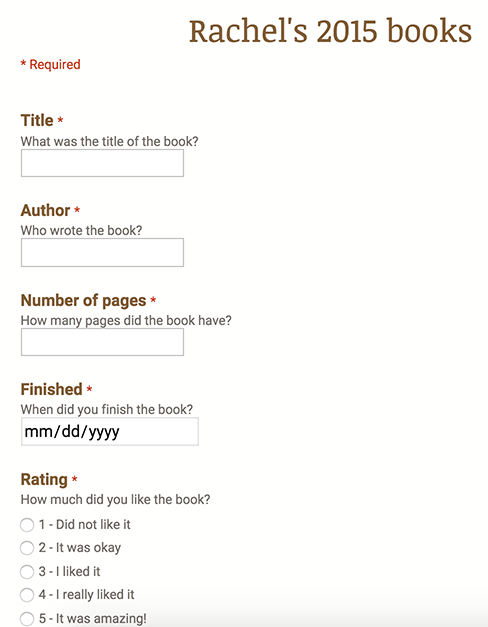 Rachel's 2015 books
* Required
Title *
What was the title of the book?
Author *
Who wrote the book?
Number of pages *
How many pages did the book have?
Finished *
When did you finish the book?
mm/dd/yyyy
Rating *
How much did you like the book?
1 - Did not like it
2 - It was okay
3 - I liked it
4 - I really liked it
5 - It was amazing!